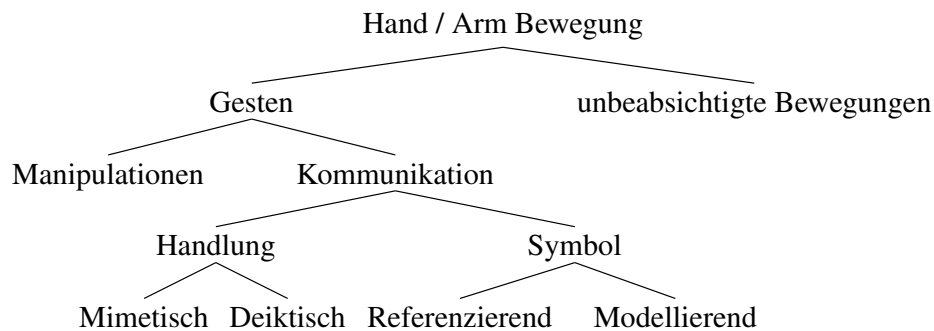 Hand / Arm Bewegung
Gesten unbeabsichtigte Bewegungen
Manipulationen Kommunikation
Handlung Symbol
Mimetisch Deiktisch Referenzierend Modellierend